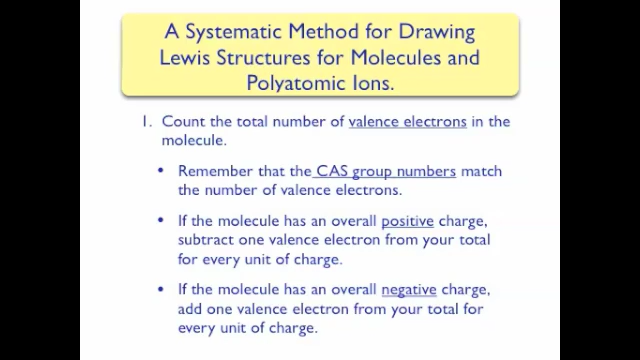 A Systematic Method for Drawing
Lewis Structures for Molecules and
Polyatomic Ions.
1. Count the total number of valence electrons in the
molecule.
• Remember that the CAS group numbers match
the number of valence electrons.
• If the molecule has an overall positive charge,
subtract one valence electron from your total
for every unit of charge.
• If the molecule has an overall negative charge,
add one valence electron from your total for
every unit of charge.